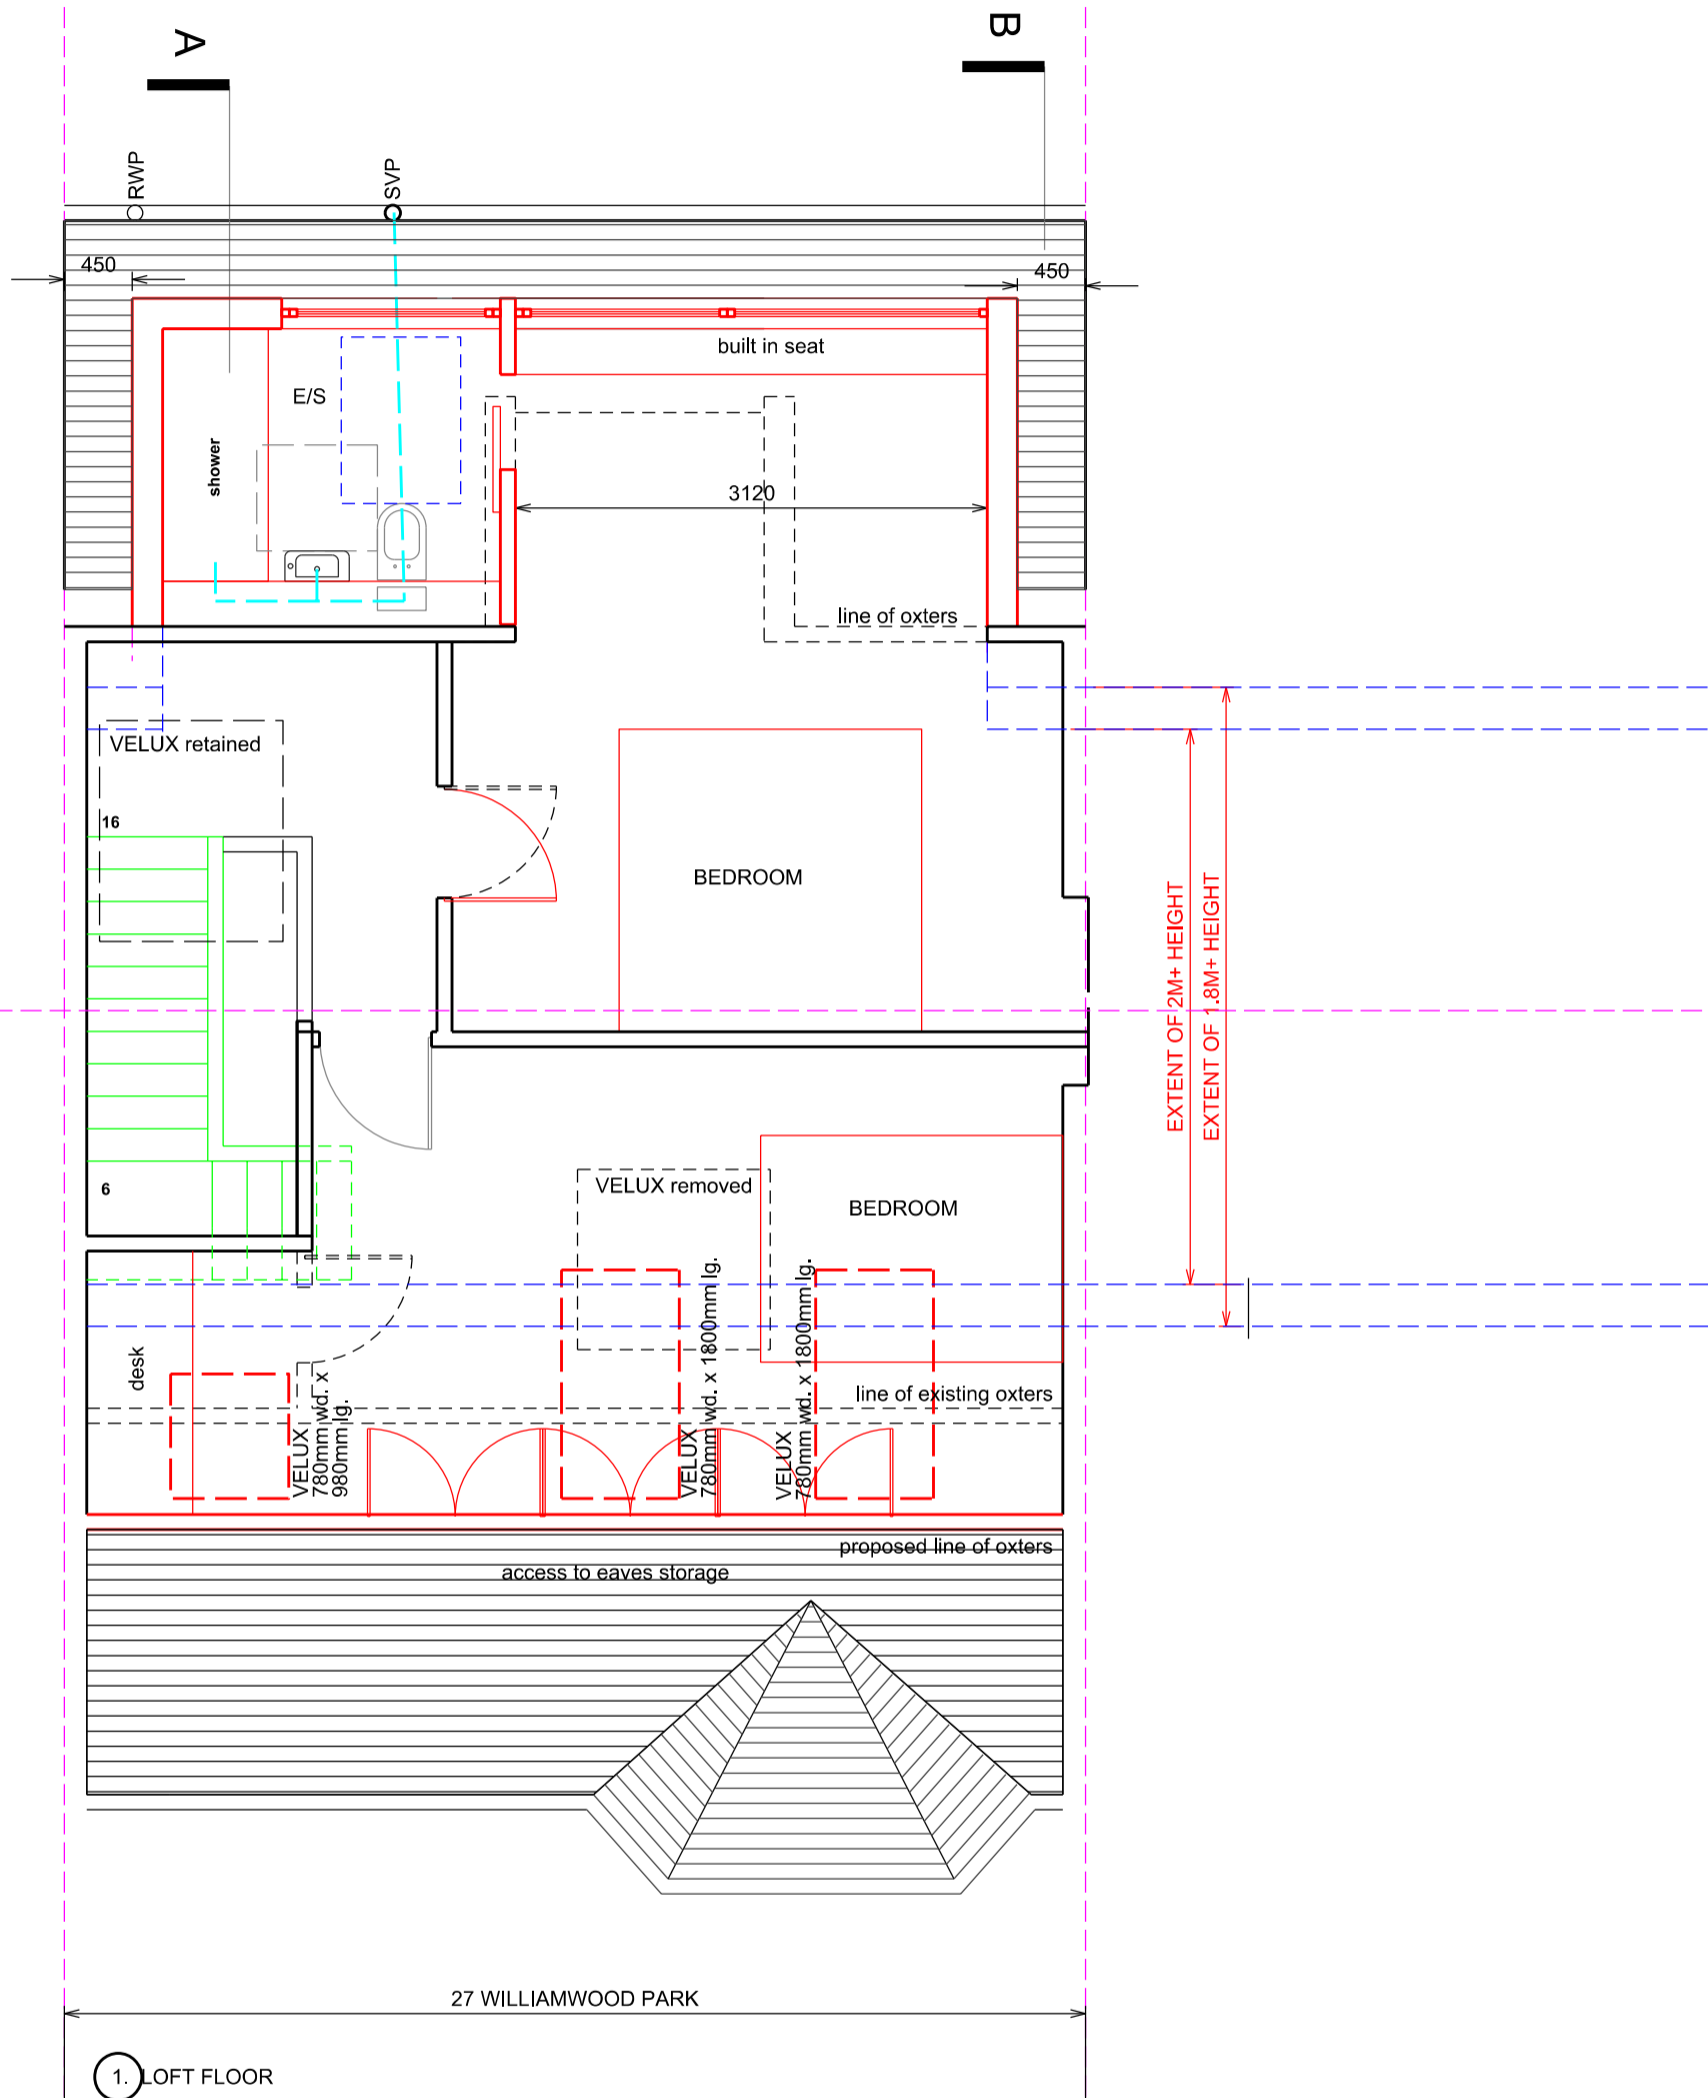 A
B
RWP
SVP
450
450
built in seat
E/S
shower
3120
line of oxters
VELUX retained
16
BEDROOM
EXTENT OF 2M+ HEIGHT
EXTENT OF 1.8M+ HEIGHT
6
VELUX removed
BEDROOM
desk
line of existing oxters
VELUX
780mm wd. x
980mm lg.
VELUX
780mm wd. x 1800mm lg.
VELUX
780mm wd. x 1800mm lg.
proposed line of oxters
access to eaves storage
27 WILLIAMWOOD PARK
1. LOFT FLOOR